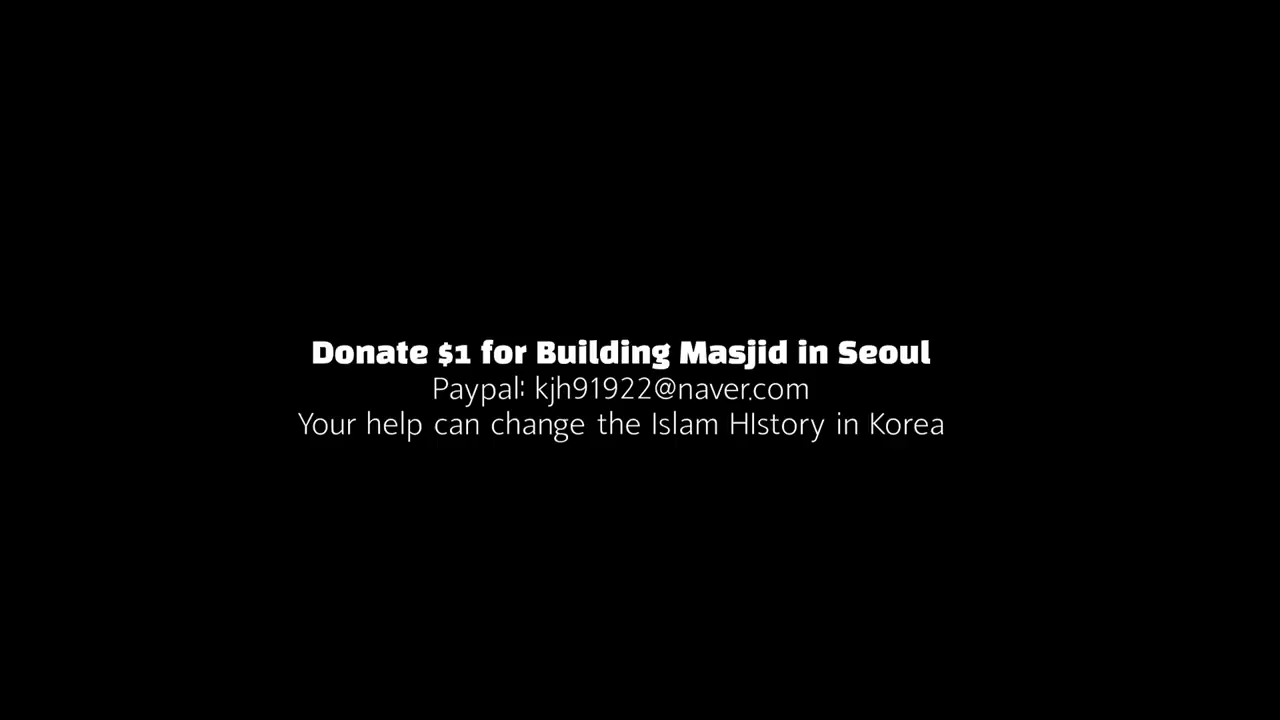 Donate $1 for Building Masjid in Seoul
Paypal: kjh91922@naver.com
Your help can change the Islam HIstory in Korea